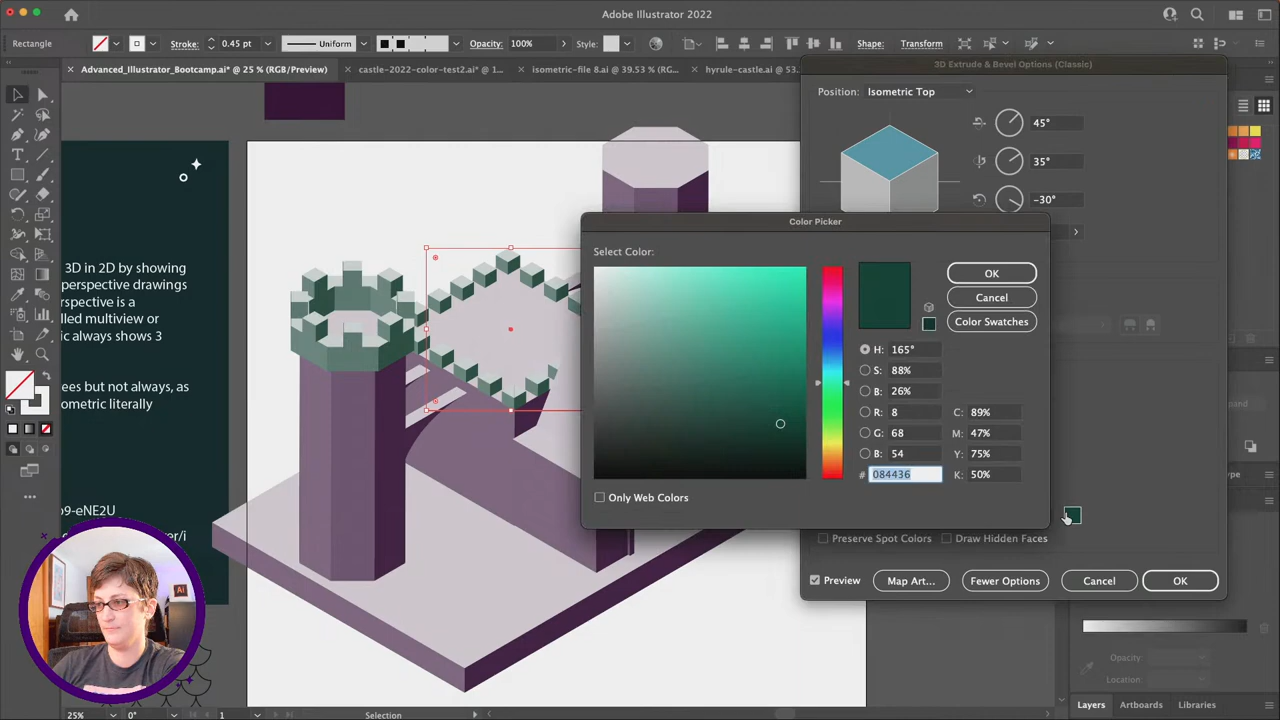 Adobe Illustrator 2022
Rectangle
Stroke:
0.45 pt
Uniform
Opacity:
100%
Style:
Shape:
Transform
Advanced_Illustrator_Bootcamp.ai* @ 25 % (RGB/Preview)
castle-2022-color-test2.ai* @ 1...
isometric-file 8.ai @ 39.53 % (RG...
hyrule-castle.ai @ 53.
3D Extrude & Bevel Options (Classic)
Position:
Isometric Top
45°
35°
-30°
Color Picker
Select Color:
OK
Cancel
Color Swatches
H:
165°
S:
88%
B:
26%
R:
8
C:
89%
G:
68
M:
47%
B:
54
Y:
75%
#
084436
K:
50%
Only Web Colors
3D in 2D by showing
perspective drawings
rspective is a
lled multiview or
ic always shows 3
ees but not always, as
ometric literally
b9-eNE2U
er/i
Preserve Spot Colors
Draw Hidden Faces
Preview
Map Art...
Fewer Options
Cancel
OK
and
Opacity:
Location:
Ai
25%
0°
1
Selection
Layers
Artboards
Libraries